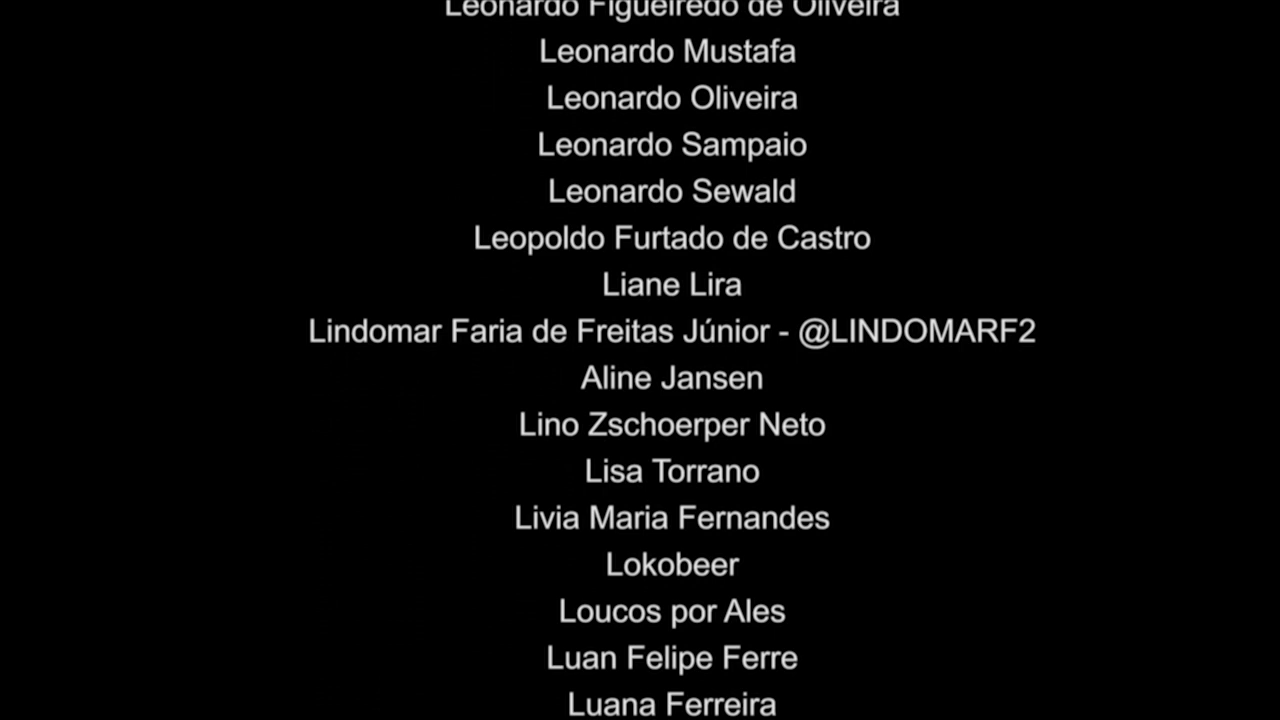 Leonardo Figueiredo de Oliveira
Leonardo Mustafa
Leonardo Oliveira
Leonardo Sampaio
Leonardo Sewald
Leopoldo Furtado de Castro
Liane Lira
Lindomar Faria de Freitas Júnior - @LINDOMARF2
Aline Jansen
Lino Zschoerper Neto
Lisa Torrano
Livia Maria Fernandes
Lokobeer
Loucos por Ales
Luan Felipe Ferre
Luana Ferreira